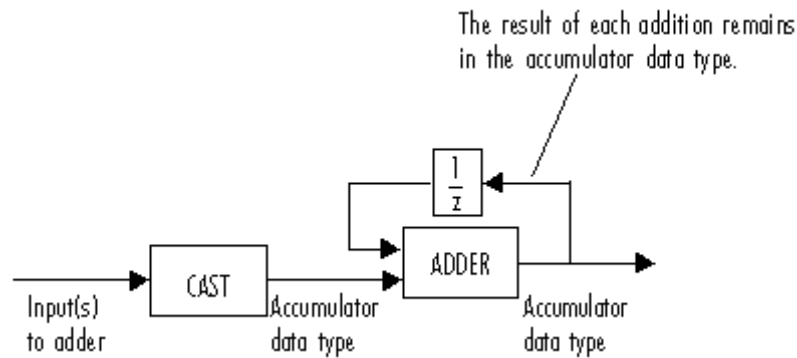 The result of each addition remains
in the accumulator data type.
1
z
CAST
ADDER
Input(s)
to adder
Accumulator
data type
Accumulator
data type